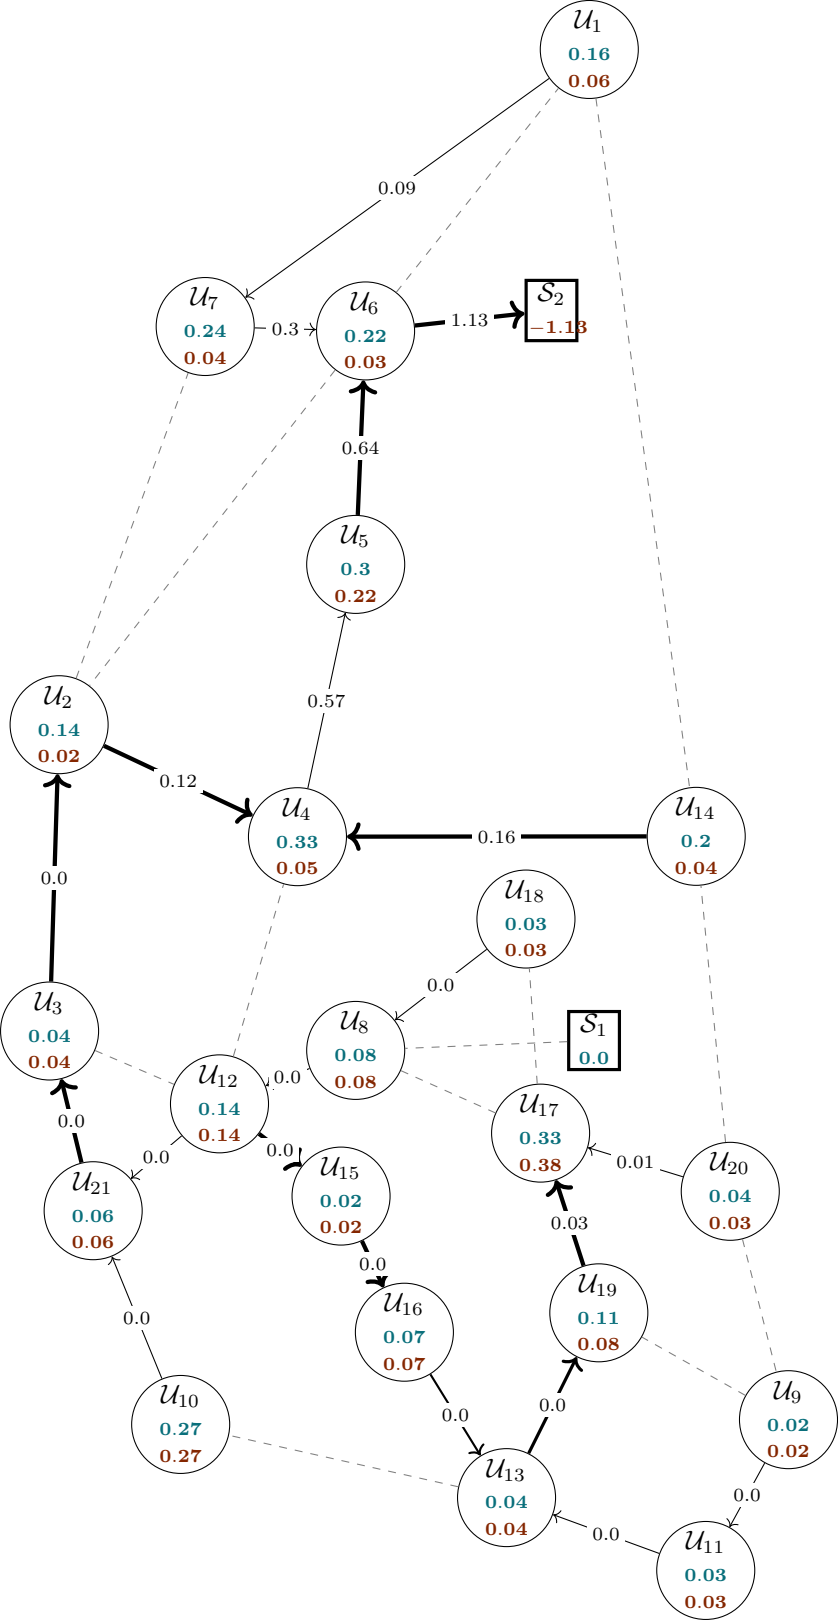 𝒰₁
0.16
0.06
0.09
𝒰₇
0.24
0.04
0.3
𝒰₆
0.22
0.03
1.13
𝒮₂
−1.13
0.64
𝒰₅
0.3
0.22
0.57
𝒰₂
0.14
0.02
0.12
𝒰₄
0.33
0.05
0.16
𝒰₁₄
0.2
0.04
0.0
𝒰₁₈
0.03
0.03
0.0
𝒰₃
0.04
0.04
𝒰₈
0.08
0.08
𝒮₁
0.0
𝒰₁₂
0.14
0.14
0.0
𝒰₁₇
0.33
0.38
0.0
0.0
0.0
0.01
𝒰₂₁
0.06
0.06
𝒰₁₅
0.02
0.02
𝒰₂₀
0.04
0.03
0.03
0.0
𝒰₁₉
0.11
0.08
𝒰₁₆
0.07
0.07
0.0
𝒰₁₀
0.27
0.27
0.0
0.0
𝒰₉
0.02
0.02
𝒰₁₃
0.04
0.04
0.0
0.0
𝒰₁₁
0.03
0.03